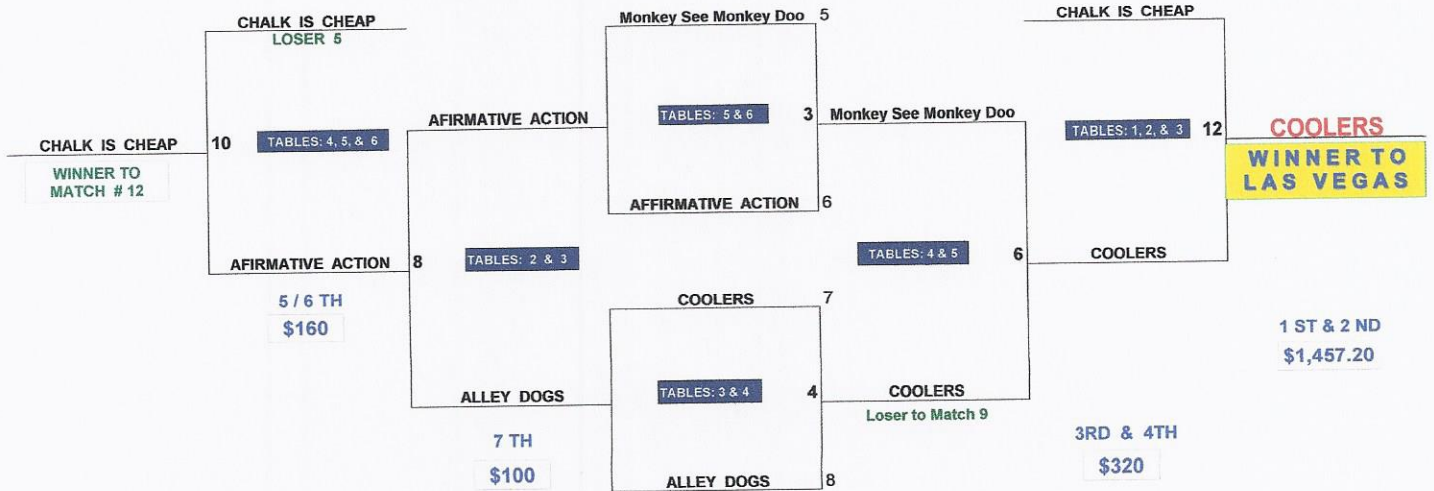 CHALK IS CHEAP
LOSER 5
Monkey See Monkey Doo 5
CHALK IS CHEAP
AFIRMATIVE ACTION
TABLES: 5 & 6
3
Monkey See Monkey Doo
TABLES: 1, 2, & 3
12
COOLERS
CHALK IS CHEAP
10
TABLES: 4, 5, & 6
WINNER TO
MATCH # 12
WINNER TO
LAS VEGAS
AFFIRMATIVE ACTION
6
AFIRMATIVE ACTION
8
TABLES: 2 & 3
TABLES: 4 & 5
6
COOLERS
5 / 6 TH
$160
COOLERS
7
1 ST & 2 ND
$1,457.20
ALLEY DOGS
TABLES: 3 & 4
4
COOLERS
Loser to Match 9
7 TH
$100
3RD & 4TH
$320
ALLEY DOGS
8